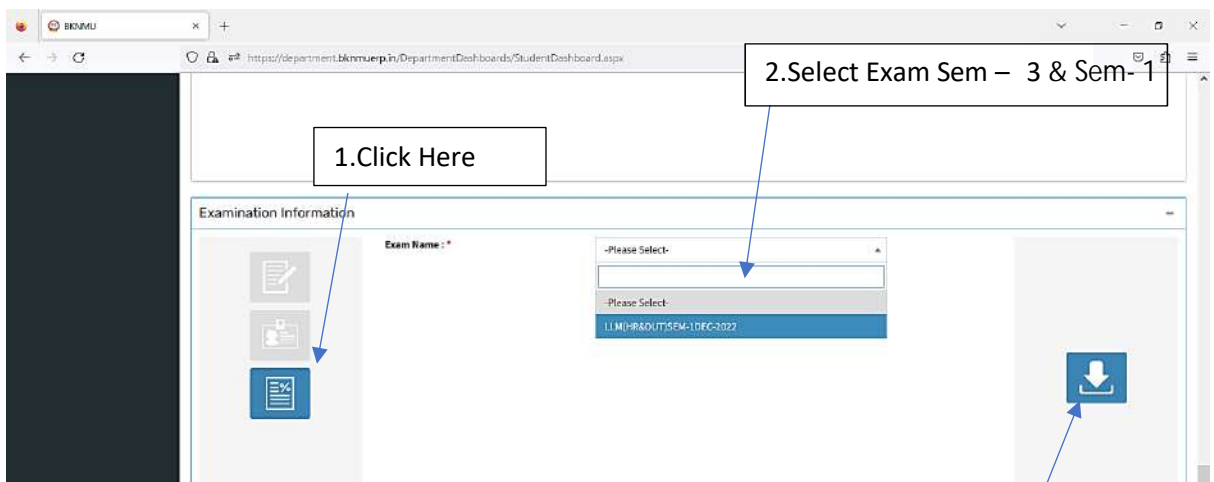 BKNMU
https://department.bknmuerp.in/DepartmentDashboards/StudentDashboard.aspx
2.Select Exam Sem – 3 & Sem- 1
1.Click Here
Examination Information
Exam Name : *
-Please Select-
-Please Select-
LLM(HR&OUT)SEM-1DEC-2022